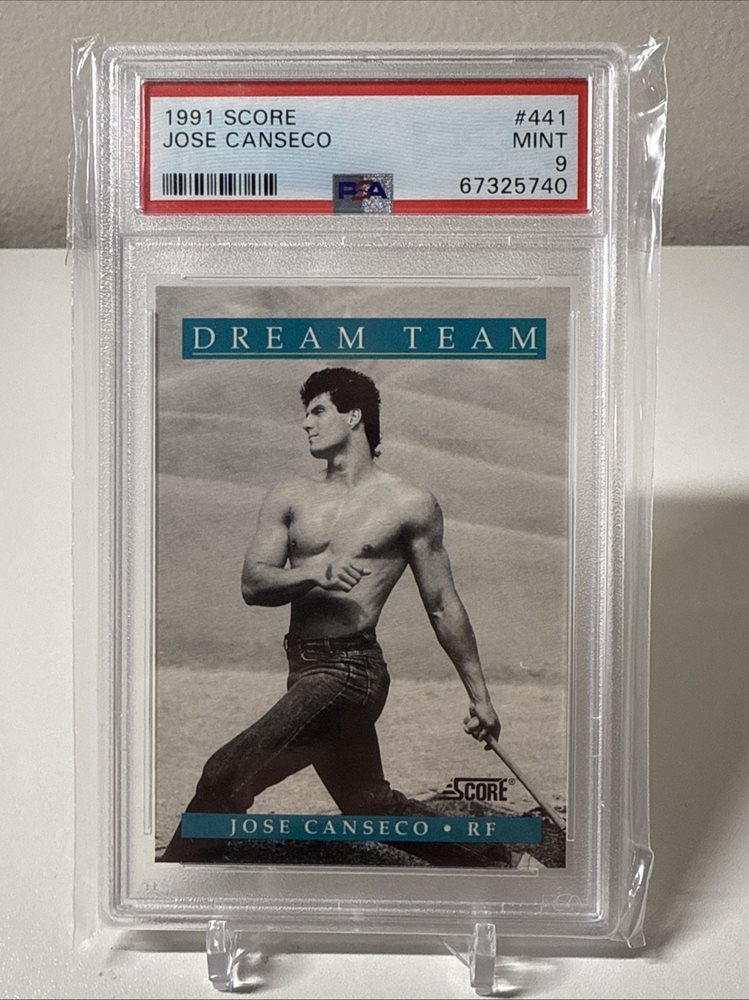 1991 SCORE #441
JOSE CANSECO MINT
9
PSA 67325740
DREAM TEAM
SCORE®
JOSE CANSECO • RF